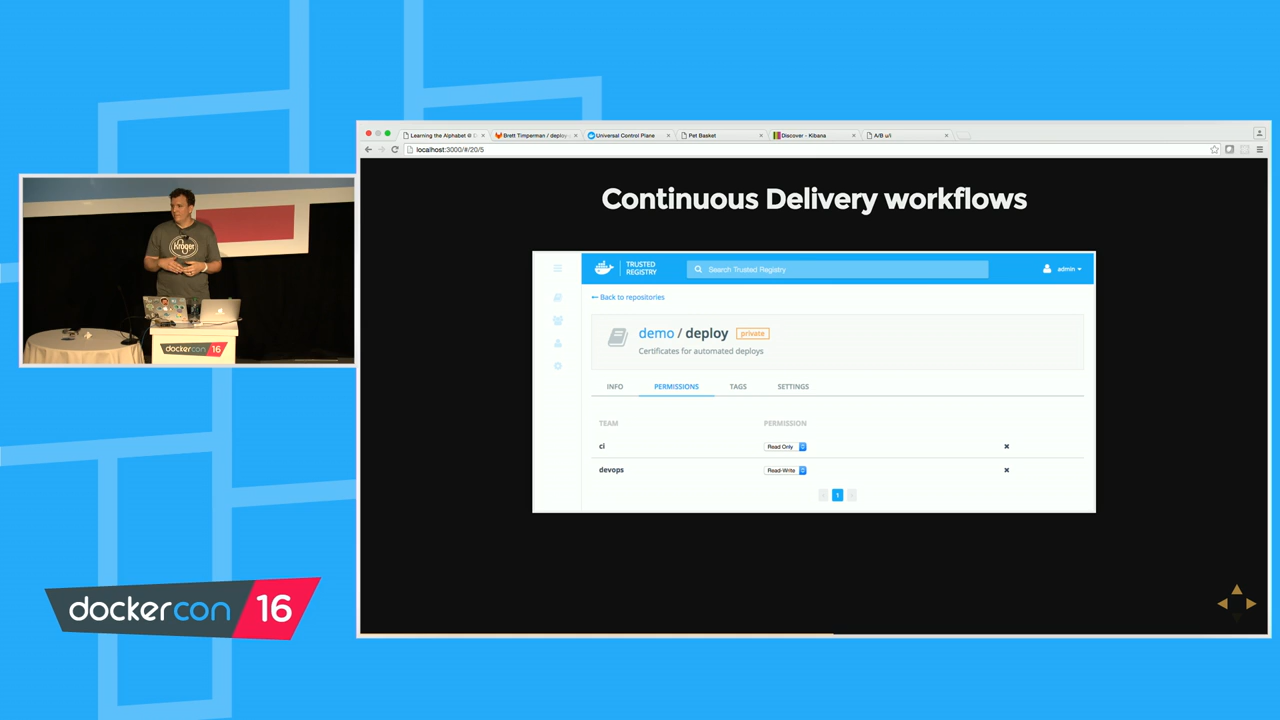 Learning the Alphabet @ D
Brett Timperman / deploy
Universal Control Plane
Pet Basket
Discover - Kibana
A/B u/i
localhost:3000/#/20/5
Continuous Delivery workflows
TRUSTED
REGISTRY
Search Trusted Registry
admin
Back to repositories
demo / deploy
private
Certificates for automated deploys
INFO
PERMISSIONS
TAGS
SETTINGS
TEAM
PERMISSION
ci
Read Only
devops
Read-Write
1
Kroger
dockercon 16
dockercon 16